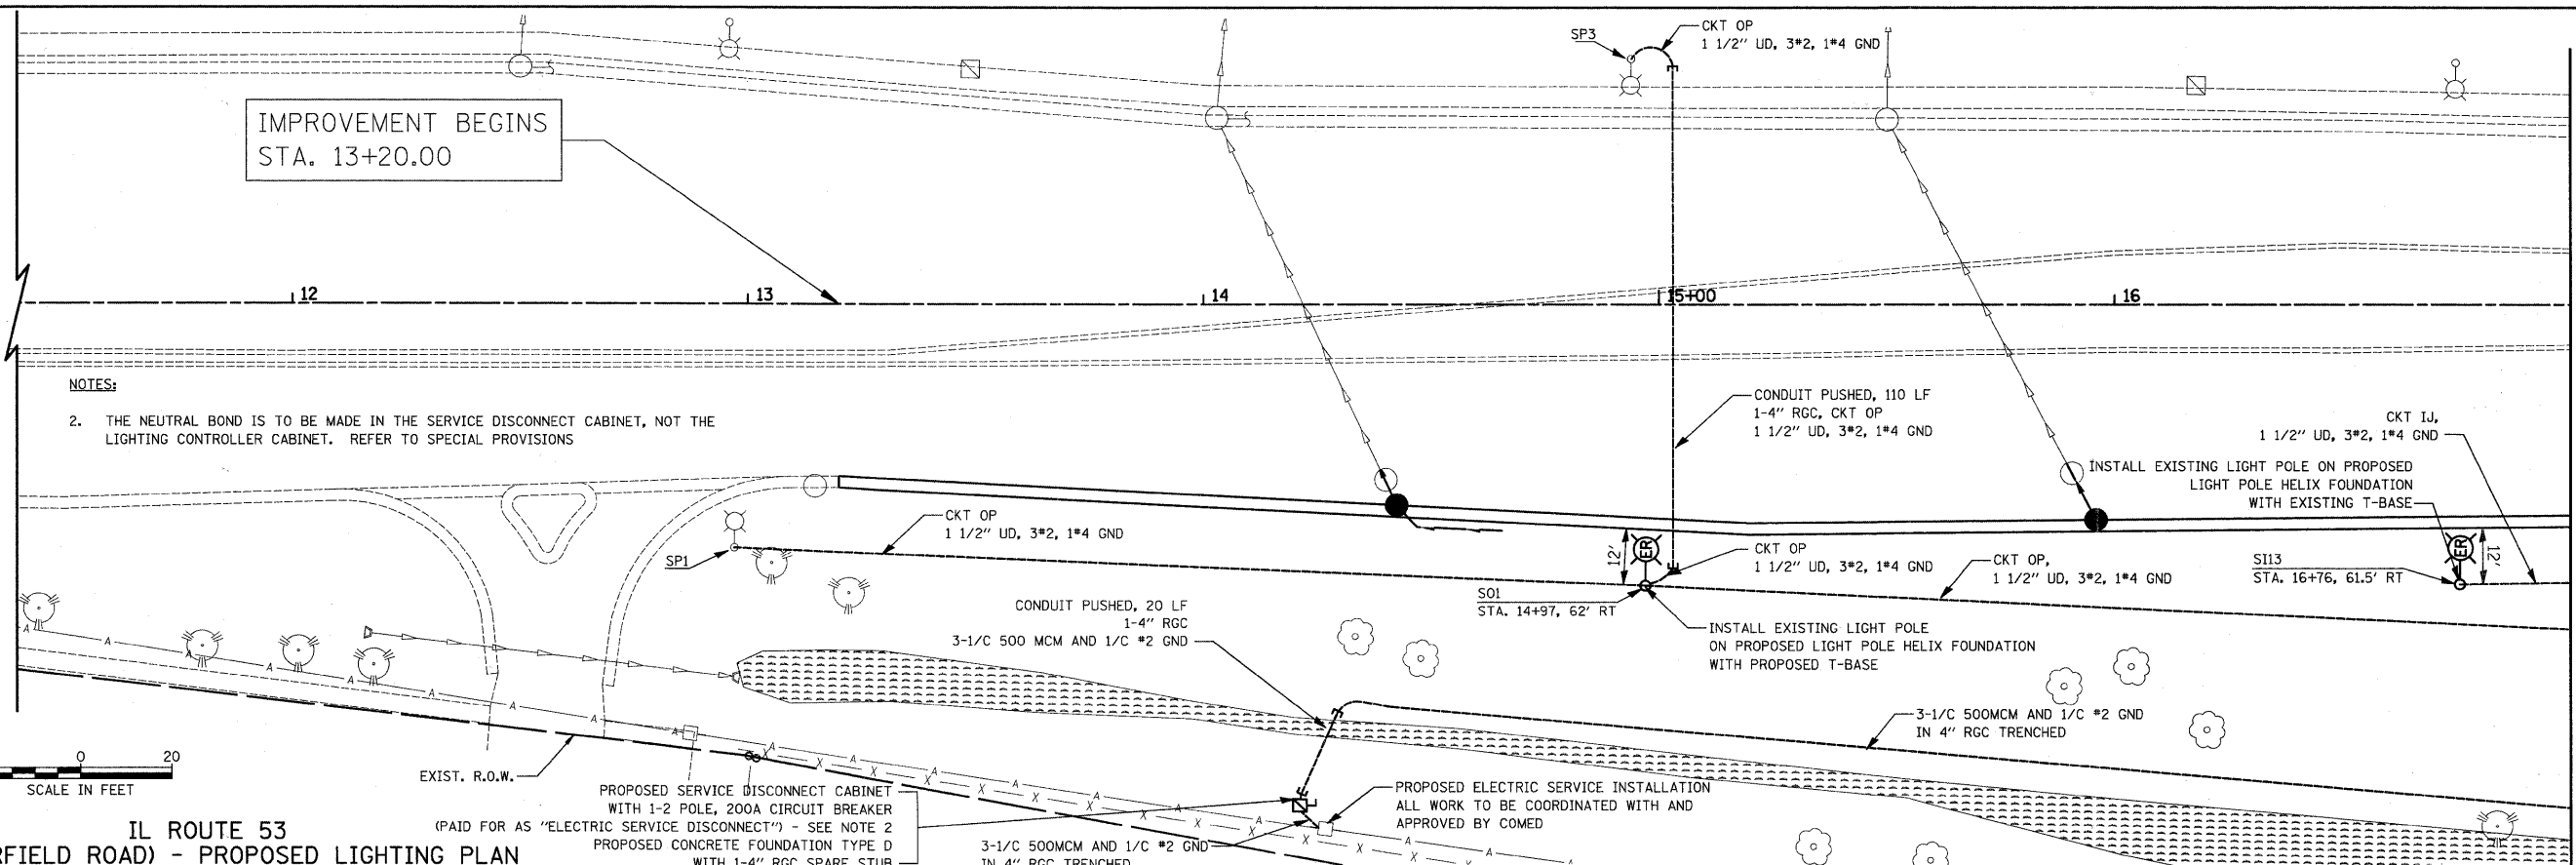 SP3
CKT OP
1 1/2" UD, 3#2, 1#4 GND
IMPROVEMENT BEGINS
STA. 13+20.00
12
13
14
15+00
16
NOTES:
2. THE NEUTRAL BOND IS TO BE MADE IN THE SERVICE DISCONNECT CABINET, NOT THE
LIGHTING CONTROLLER CABINET. REFER TO SPECIAL PROVISIONS
CONDUIT PUSHED, 110 LF
1-4" RGC, CKT OP
1 1/2" UD, 3#2, 1#4 GND
CKT IJ,
1 1/2" UD, 3#2, 1#4 GND
INSTALL EXISTING LIGHT POLE ON PROPOSED
LIGHT POLE HELIX FOUNDATION
WITH EXISTING T-BASE
CKT OP
1 1/2" UD, 3#2, 1#4 GND
SP1
12'
ER
CKT OP
1 1/2" UD, 3#2, 1#4 GND
CKT OP,
1 1/2" UD, 3#2, 1#4 GND
SI13
STA. 16+76, 61.5' RT
ER
12'
SO1
STA. 14+97, 62' RT
CONDUIT PUSHED, 20 LF
1-4" RGC
3-1/C 500 MCM AND 1/C #2 GND
INSTALL EXISTING LIGHT POLE
ON PROPOSED LIGHT POLE HELIX FOUNDATION
WITH PROPOSED T-BASE
3-1/C 500MCM AND 1/C #2 GND
IN 4" RGC TRENCHED
0 20
SCALE IN FEET
EXIST. R.O.W.
PROPOSED SERVICE DISCONNECT CABINET
WITH 1-2 POLE, 200A CIRCUIT BREAKER
(PAID FOR AS "ELECTRIC SERVICE DISCONNECT") - SEE NOTE 2
PROPOSED CONCRETE FOUNDATION TYPE D
WITH 1-4" RGC SPARE STUB
PROPOSED ELECTRIC SERVICE INSTALLATION
ALL WORK TO BE COORDINATED WITH AND
APPROVED BY COMED
3-1/C 500MCM AND 1/C #2 GND
IN 4" RGC TRENCHED
IL ROUTE 53
RFIELD ROAD) - PROPOSED LIGHTING PLAN